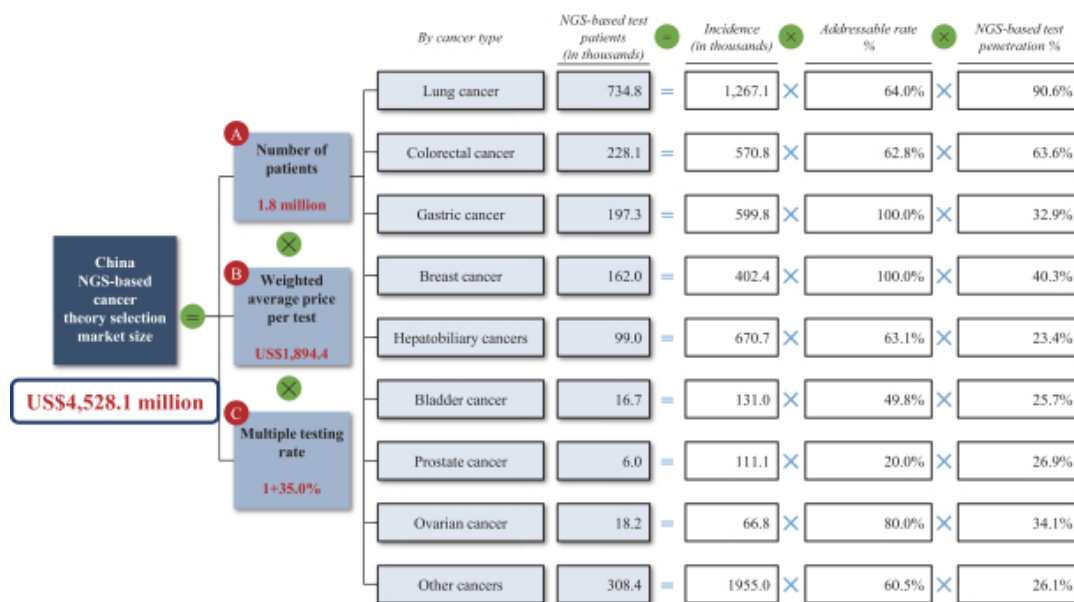 By cancer type
NGS-based test
patients
(in thousands)
=
Incidence
(in thousands)
×
Addressable rate
%
×
NGS-based test
penetration %
Lung cancer 734.8 = 1,267.1 × 64.0% × 90.6%
Colorectal cancer 228.1 = 570.8 × 62.8% × 63.6%
Gastric cancer 197.3 = 599.8 × 100.0% × 32.9%
Breast cancer 162.0 = 402.4 × 100.0% × 40.3%
Hepatobiliary cancers 99.0 = 670.7 × 63.1% × 23.4%
Bladder cancer 16.7 = 131.0 × 49.8% × 25.7%
Prostate cancer 6.0 = 111.1 × 20.0% × 26.9%
Ovarian cancer 18.2 = 66.8 × 80.0% × 34.1%
Other cancers 308.4 = 1955.0 × 60.5% × 26.1%
A
Number of
patients
1.8 million
×
B
Weighted
average price
per test
US$1,894.4
×
C
Multiple testing
rate
1+35.0%
China
NGS-based
cancer
theory selection
market size
=
US$4,528.1 million